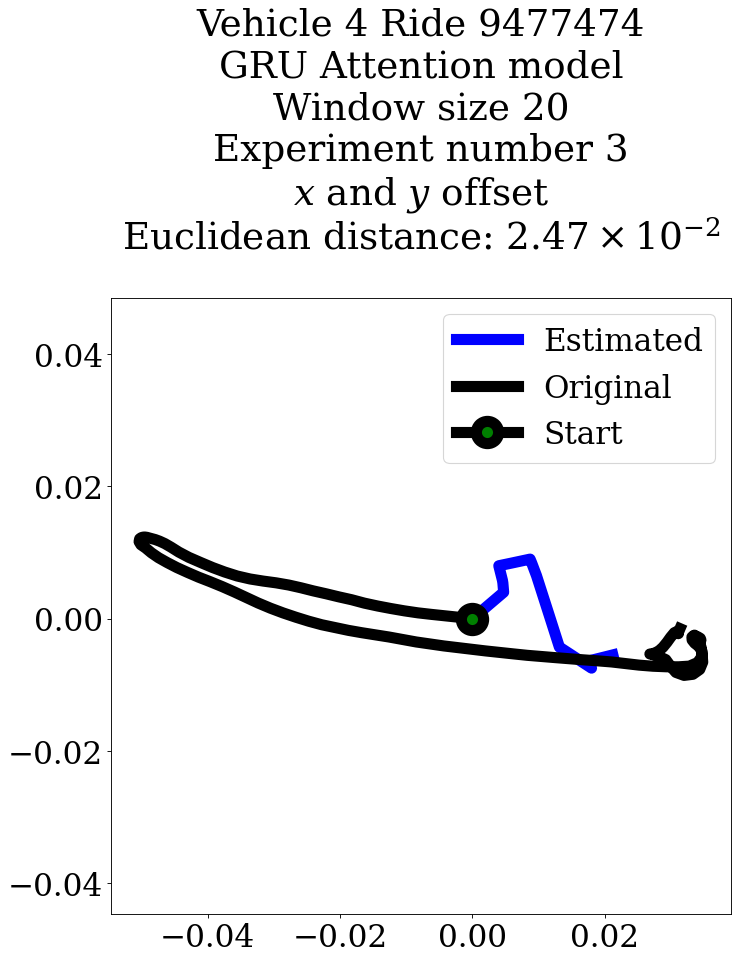 Vehicle 4 Ride 9477474
GRU Attention model
Window size 20
Experiment number 3
x and y offset
Euclidean distance: 2.47 × 10⁻²
Estimated
Original
Start
0.04
0.02
0.00
−0.02
−0.04
−0.04 −0.02 0.00 0.02